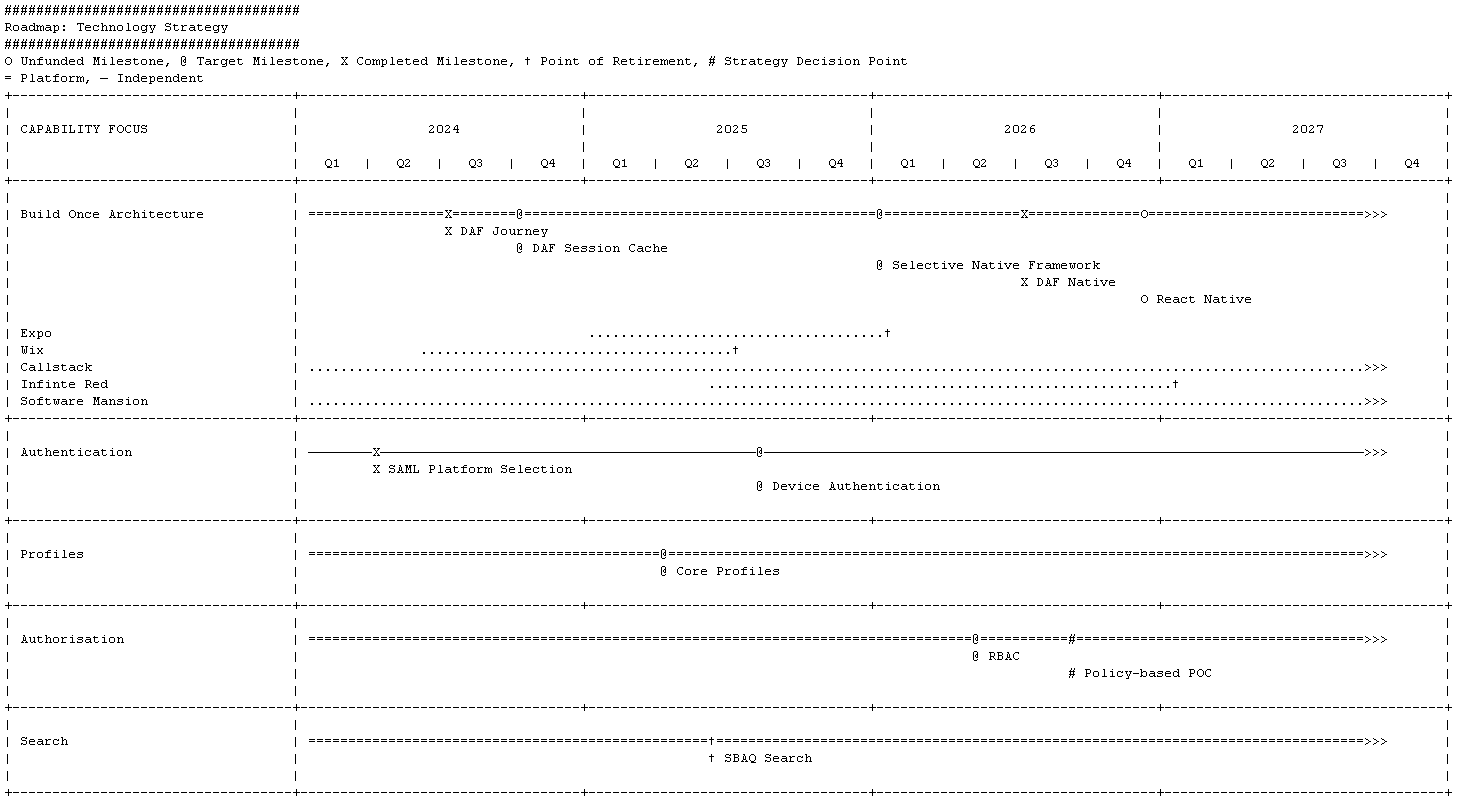 #####################################
Roadmap: Technology Strategy
#####################################
O Unfunded Milestone, @ Target Milestone, X Completed Milestone, † Point of Retirement, # Strategy Decision Point
= Platform, — Independent
+-----------------------------------+-----------------------------------+-----------------------------------+-----------------------------------+-----------------------------------+
| CAPABILITY FOCUS | 2024 | 2025 | 2026 | 2027 |
| | Q1 | Q2 | Q3 | Q4 | Q1 | Q2 | Q3 | Q4 | Q1 | Q2 | Q3 | Q4 | Q1 | Q2 | Q3 | Q4 |
+-----------------------------------+-----------------------------------+-----------------------------------+-----------------------------------+-----------------------------------+
| Build Once Architecture | =================X========@============================================@=================X==============O===========================>>> |
| | X DAF Journey |
| | @ DAF Session Cache |
| | @ Selective Native Framework |
| | X DAF Native |
| | O React Native |
| Expo | .....................................† |
| Wix | .......................................† |
| Callstack | ....................................................................................................................................>>> |
| Infinte Red | ..........................................................† |
| Software Mansion | ....................................................................................................................................>>> |
+-----------------------------------+-----------------------------------+-----------------------------------+-----------------------------------+-----------------------------------+
| Authentication | ————————X———————————————————————————————————————————————@———————————————————————————————————————————————————————————————————————————>>> |
| | X SAML Platform Selection |
| | @ Device Authentication |
+-----------------------------------+-----------------------------------+-----------------------------------+-----------------------------------+-----------------------------------+
| Profiles | ============================================@=======================================================================================>>> |
| | @ Core Profiles |
+-----------------------------------+-----------------------------------+-----------------------------------+-----------------------------------+-----------------------------------+
| Authorisation | ===================================================================================@===========#====================================>>> |
| | @ RBAC |
| | # Policy-based POC |
+-----------------------------------+-----------------------------------+-----------------------------------+-----------------------------------+-----------------------------------+
| Search | ==================================================†=================================================================================>>> |
| | † SBAQ Search |
+-----------------------------------+-----------------------------------+-----------------------------------+-----------------------------------+-----------------------------------+